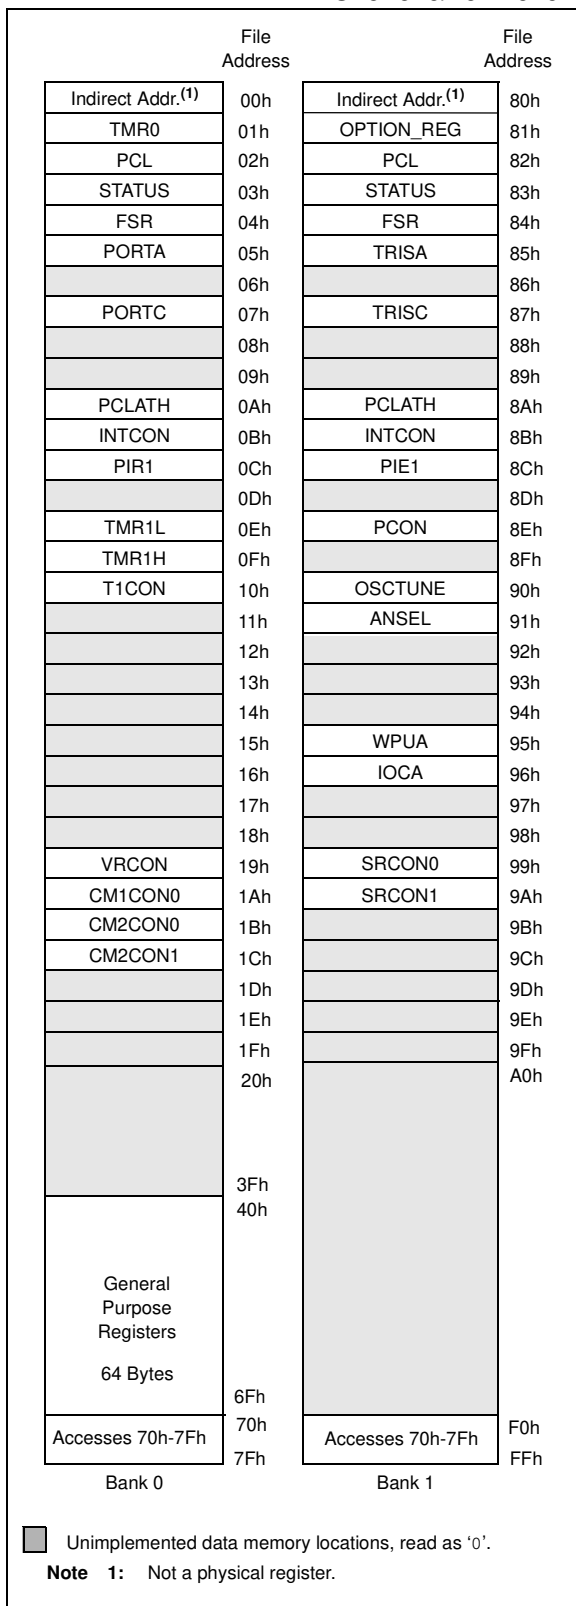 File File
Address Address
Indirect Addr.(1) 00h Indirect Addr.(1) 80h
TMR0 01h OPTION_REG 81h
PCL 02h PCL 82h
STATUS 03h STATUS 83h
FSR 04h FSR 84h
PORTA 05h TRISA 85h
06h 86h
PORTC 07h TRISC 87h
08h 88h
09h 89h
PCLATH 0Ah PCLATH 8Ah
INTCON 0Bh INTCON 8Bh
PIR1 0Ch PIE1 8Ch
0Dh 8Dh
TMR1L 0Eh PCON 8Eh
TMR1H 0Fh 8Fh
T1CON 10h OSCTUNE 90h
11h ANSEL 91h
12h 92h
13h 93h
14h 94h
15h WPUA 95h
16h IOCA 96h
17h 97h
18h 98h
VRCON 19h SRCON0 99h
CM1CON0 1Ah SRCON1 9Ah
CM2CON0 1Bh 9Bh
CM2CON1 1Ch 9Ch
1Dh 9Dh
1Eh 9Eh
1Fh 9Fh
20h A0h
3Fh
40h
General
Purpose
Registers
64 Bytes
6Fh
70h F0h
Accesses 70h-7Fh Accesses 70h-7Fh
7Fh FFh
Bank 0 Bank 1
Unimplemented data memory locations, read as ‘0’.
Note 1: Not a physical register.